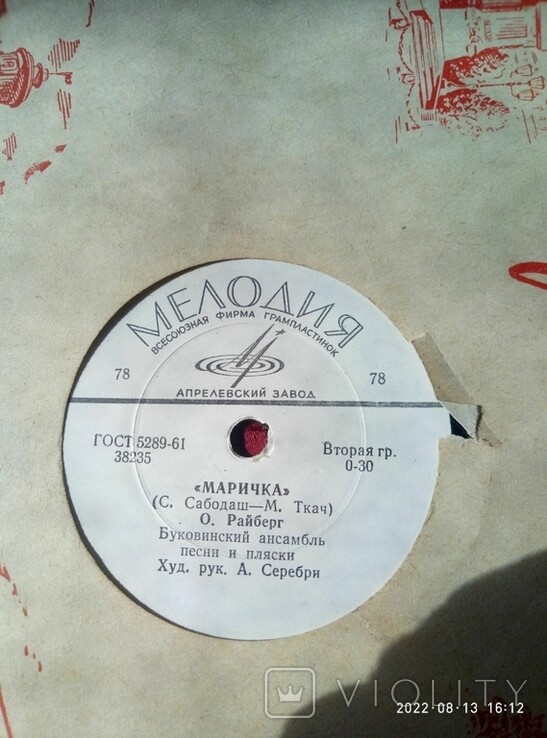 МЕЛОДИЯ
ВСЕСОЮЗНАЯ ФИРМА ГРАМПЛАСТИНОК
78
78
АПРЕЛЕВСКИЙ ЗАВОД
ГОСТ 5289-61
38235
Вторая гр.
0-30
«МАРИЧКА»
(С. Сабодаш—М. Ткач)
О. Райберг
Буковинский ансамбль
песни и пляски
Худ. рук. А. Серебри
VIOLITY
2022-08-13 16:12